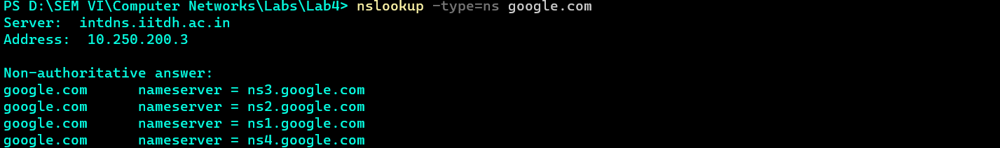 PS D:\SEM VI\Computer Networks\Labs\Lab4> nslookup -type=ns google.com
Server:  intdns.iitdh.ac.in
Address:  10.250.200.3

Non-authoritative answer:
google.com      nameserver = ns3.google.com
google.com      nameserver = ns2.google.com
google.com      nameserver = ns1.google.com
google.com      nameserver = ns4.google.com